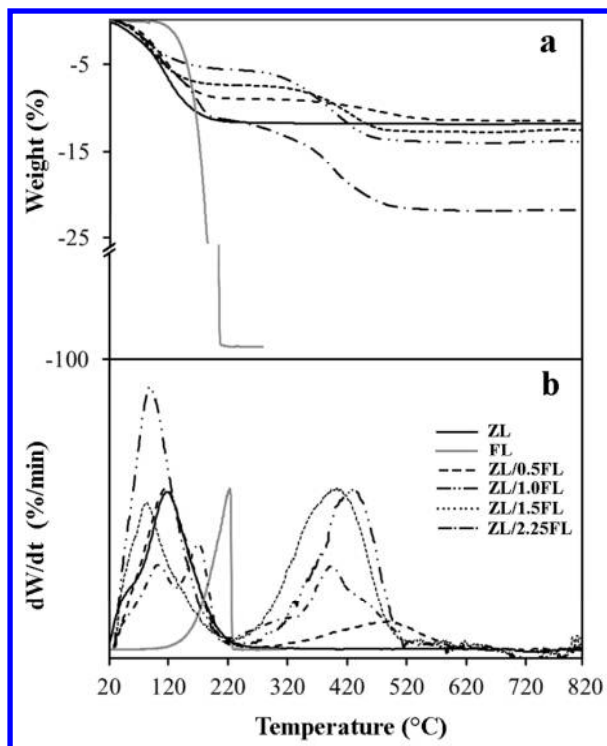 a
-5
-15
-25
-100
Weight (%)
b
ZL
FL
ZL/0.5FL
ZL/1.0FL
ZL/1.5FL
ZL/2.25FL
dW/dt (%/min)
20 120 220 320 420 520 620 720 820
Temperature (°C)